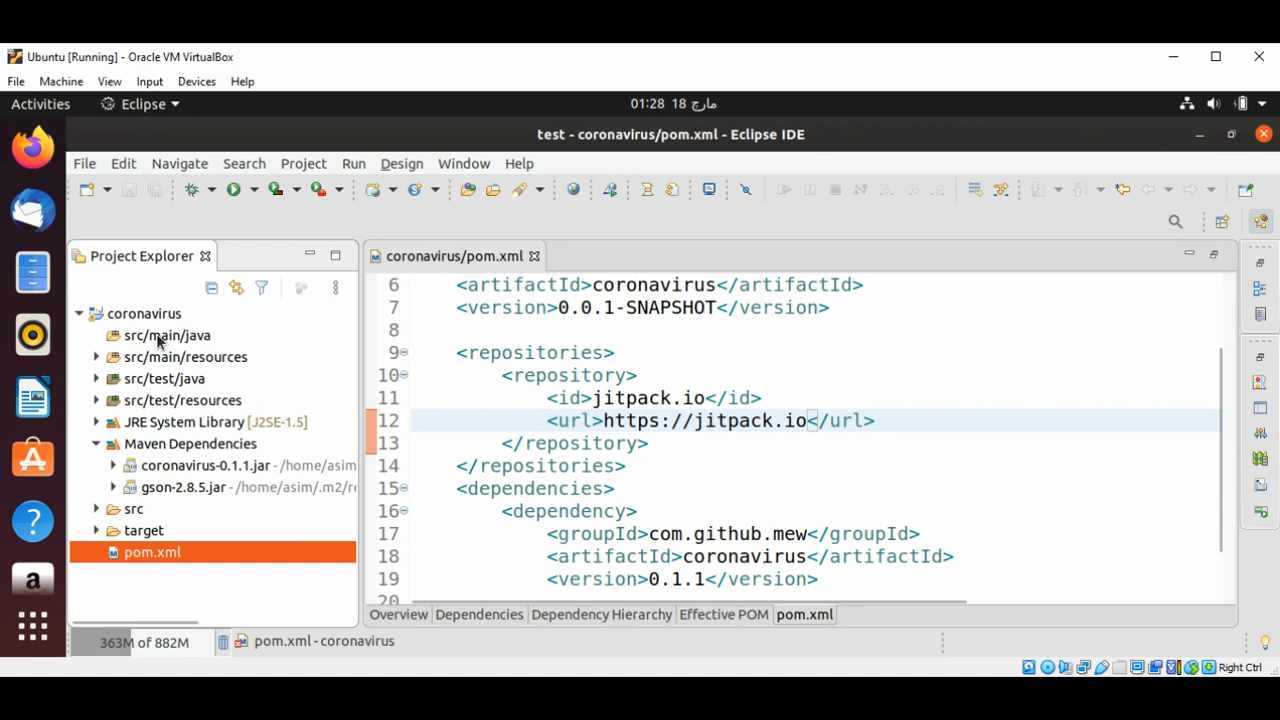 Ubuntu [Running] - Oracle VM VirtualBox
File Machine View Input Devices Help
Activities Eclipse 01:28 18 مارچ
test - coronavirus/pom.xml - Eclipse IDE
File Edit Navigate Search Project Run Design Window Help
Project Explorer
coronavirus
src/main/java
src/main/resources
src/test/java
src/test/resources
JRE System Library [J2SE-1.5]
Maven Dependencies
coronavirus-0.1.1.jar - /home/asim
gson-2.8.5.jar - /home/asim/.m2/re
src
target
pom.xml
coronavirus/pom.xml
6 <artifactId>coronavirus</artifactId>
7 <version>0.0.1-SNAPSHOT</version>
8
9 <repositories>
10 <repository>
11 <id>jitpack.io</id>
12 <url>https://jitpack.io</url>
13 </repository>
14 </repositories>
15 <dependencies>
16 <dependency>
17 <groupId>com.github.mew</groupId>
18 <artifactId>coronavirus</artifactId>
19 <version>0.1.1</version>
20
Overview Dependencies Dependency Hierarchy Effective POM pom.xml
363M of 882M pom.xml - coronavirus
Right Ctrl